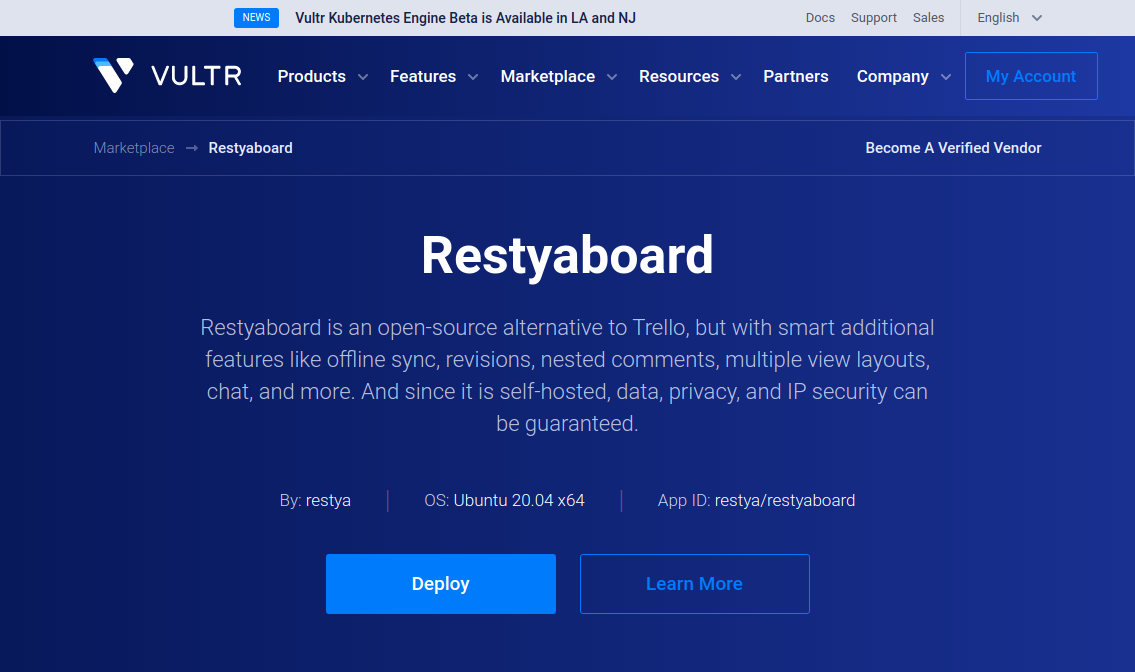 NEWS Vultr Kubernetes Engine Beta is Available in LA and NJ Docs Support Sales English
VULTR Products Features Marketplace Resources Partners Company My Account
Marketplace → Restyaboard Become A Verified Vendor
Restyaboard
Restyaboard is an open-source alternative to Trello, but with smart additional
features like offline sync, revisions, nested comments, multiple view layouts,
chat, and more. And since it is self-hosted, data, privacy, and IP security can
be guaranteed.
By: restya OS: Ubuntu 20.04 x64 App ID: restya/restyaboard
Deploy Learn More